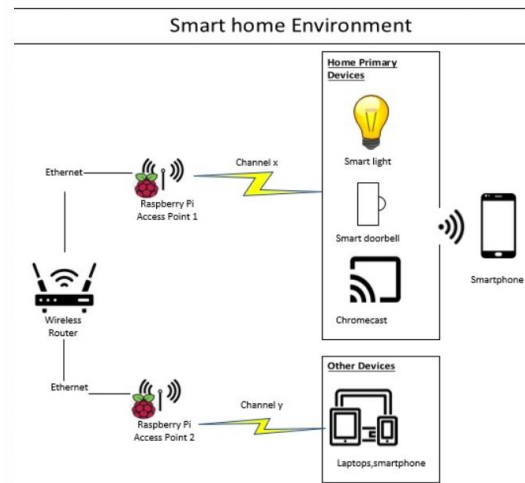 Smart home Environment
Home Primary
Devices
Smart light
Smart doorbell
Chromecast
Smartphone
Ethernet
Channel x
Raspberry Pi
Access Point 1
Wireless
Router
Ethernet
Channel y
Raspberry Pi
Access Point 2
Other Devices
Laptops,smartphone